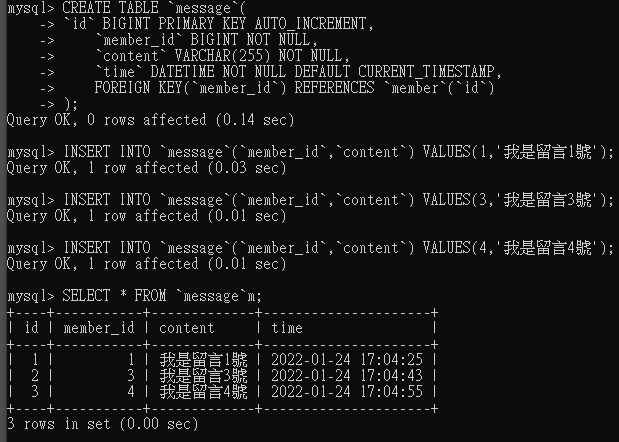 mysql> CREATE TABLE `message`(
    -> `id` BIGINT PRIMARY KEY AUTO_INCREMENT,
    ->     `member_id` BIGINT NOT NULL,
    ->     `content` VARCHAR(255) NOT NULL,
    ->     `time` DATETIME NOT NULL DEFAULT CURRENT_TIMESTAMP,
    ->     FOREIGN KEY(`member_id`) REFERENCES `member`(`id`)
    -> );
Query OK, 0 rows affected (0.14 sec)

mysql> INSERT INTO `message`(`member_id`,`content`) VALUES(1,'我是留言1號');
Query OK, 1 row affected (0.03 sec)

mysql> INSERT INTO `message`(`member_id`,`content`) VALUES(3,'我是留言3號');
Query OK, 1 row affected (0.01 sec)

mysql> INSERT INTO `message`(`member_id`,`content`) VALUES(4,'我是留言4號');
Query OK, 1 row affected (0.01 sec)

mysql> SELECT * FROM `message`m;
+----+-----------+-------------+---------------------+
| id | member_id | content     | time                |
+----+-----------+-------------+---------------------+
|  1 |         1 | 我是留言1號 | 2022-01-24 17:04:25 |
|  2 |         3 | 我是留言3號 | 2022-01-24 17:04:43 |
|  3 |         4 | 我是留言4號 | 2022-01-24 17:04:55 |
+----+-----------+-------------+---------------------+
3 rows in set (0.00 sec)